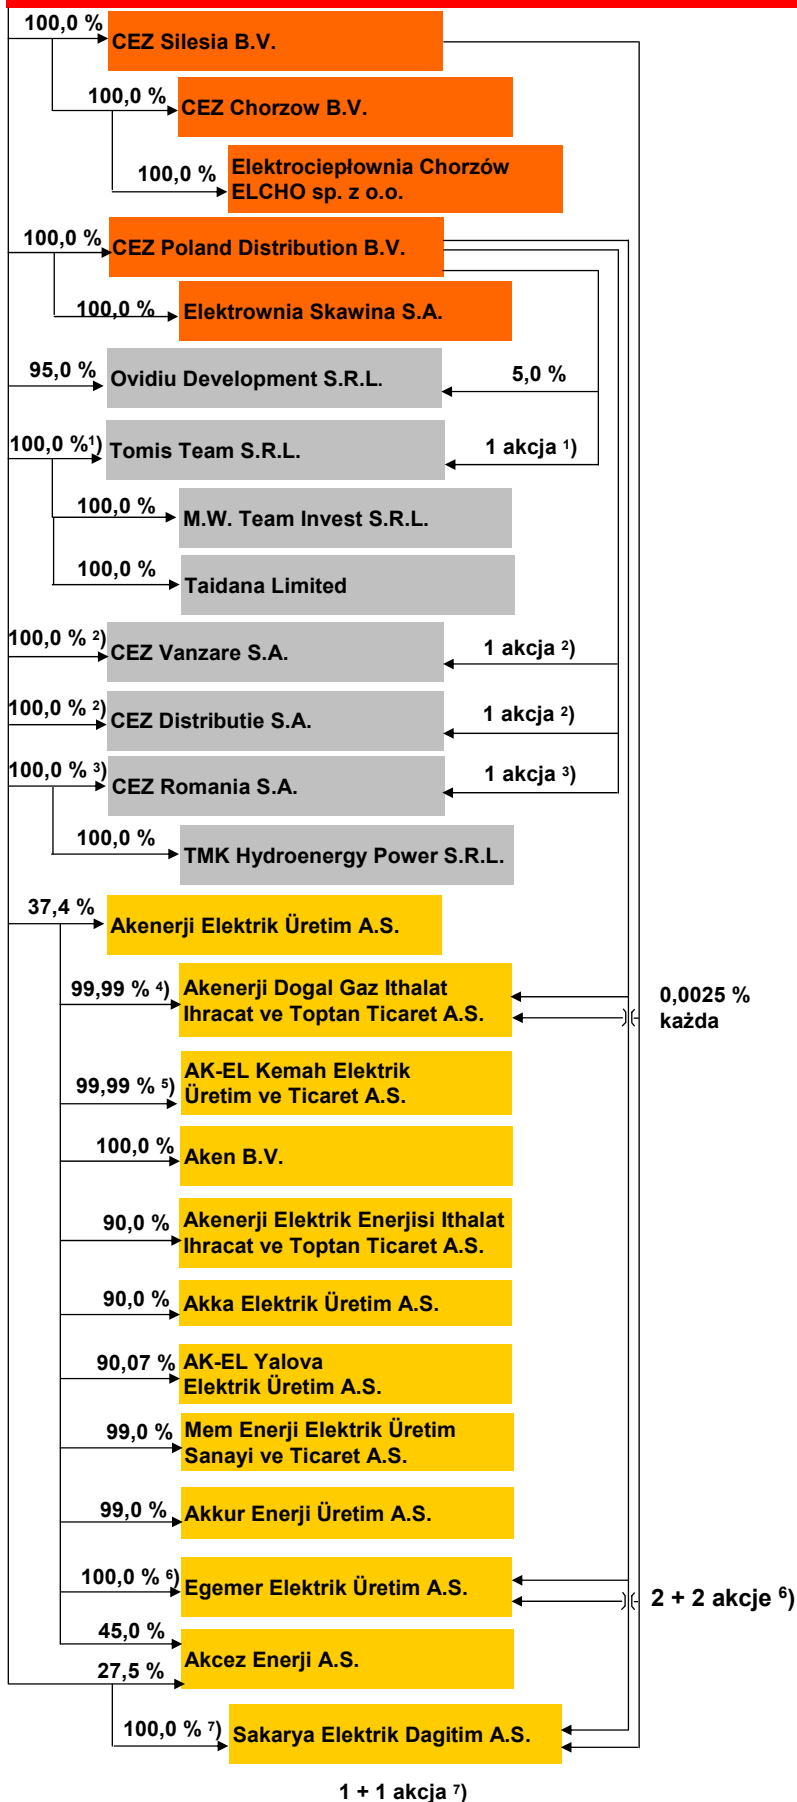 100,0 %
CEZ Silesia B.V.
100,0 %
CEZ Chorzow B.V.
100,0 %
Elektrociepłownia Chorzów
ELCHO sp. z o.o.
100,0 %
CEZ Poland Distribution B.V.
100,0 %
Elektrownia Skawina S.A.
95,0 %
Ovidiu Development S.R.L.
5,0 %
100,0 %¹)
Tomis Team S.R.L.
1 akcja ¹)
100,0 %
M.W. Team Invest S.R.L.
100,0 %
Taidana Limited
100,0 % ²)
CEZ Vanzare S.A.
1 akcja ²)
100,0 % ²)
CEZ Distributie S.A.
1 akcja ²)
100,0 % ³)
CEZ Romania S.A.
1 akcja ³)
100,0 %
TMK Hydroenergy Power S.R.L.
37,4 %
Akenerji Elektrik Üretim A.S.
99,99 % ⁴)
Akenerji Dogal Gaz Ithalat
Ihracat ve Toptan Ticaret A.S.
0,0025 %
każda
99,99 % ⁵)
AK-EL Kemah Elektrik
Üretim ve Ticaret A.S.
100,0 %
Aken B.V.
90,0 %
Akenerji Elektrik Enerjisi Ithalat
Ihracat ve Toptan Ticaret A.S.
90,0 %
Akka Elektrik Üretim A.S.
90,07 %
AK-EL Yalova
Elektrik Üretim A.S.
99,0 %
Mem Enerji Elektrik Üretim
Sanayi ve Ticaret A.S.
99,0 %
Akkur Enerji Üretim A.S.
100,0 % ⁶)
Egemer Elektrik Üretim A.S.
2 + 2 akcje ⁶)
45,0 %
Akcez Enerji A.S.
27,5 %
100,0 % ⁷)
Sakarya Elektrik Dagitim A.S.
1 + 1 akcja ⁷)